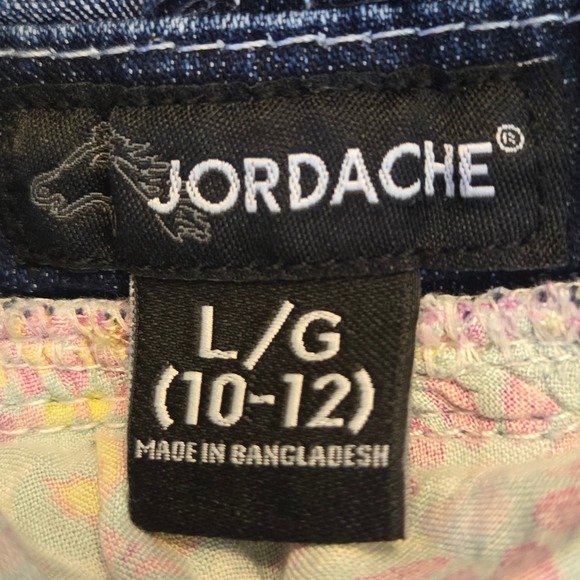 JORDACHE®
L/G
(10-12)
MADE IN BANGLADESH